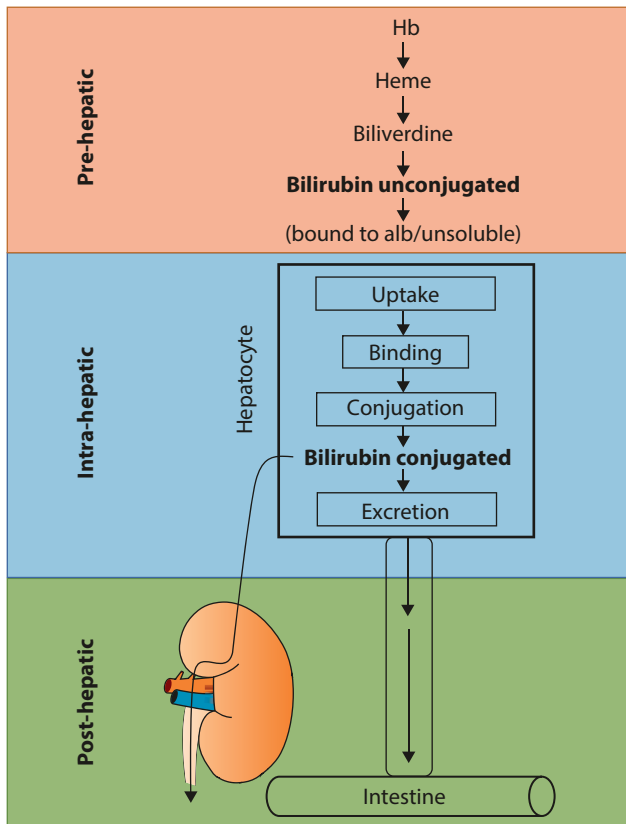 Pre-hepatic
Hb
Heme
Biliverdine
Bilirubin unconjugated
(bound to alb/unsoluble)
Intra-hepatic
Hepatocyte
Uptake
Binding
Conjugation
Bilirubin conjugated
Excretion
Post-hepatic
Intestine